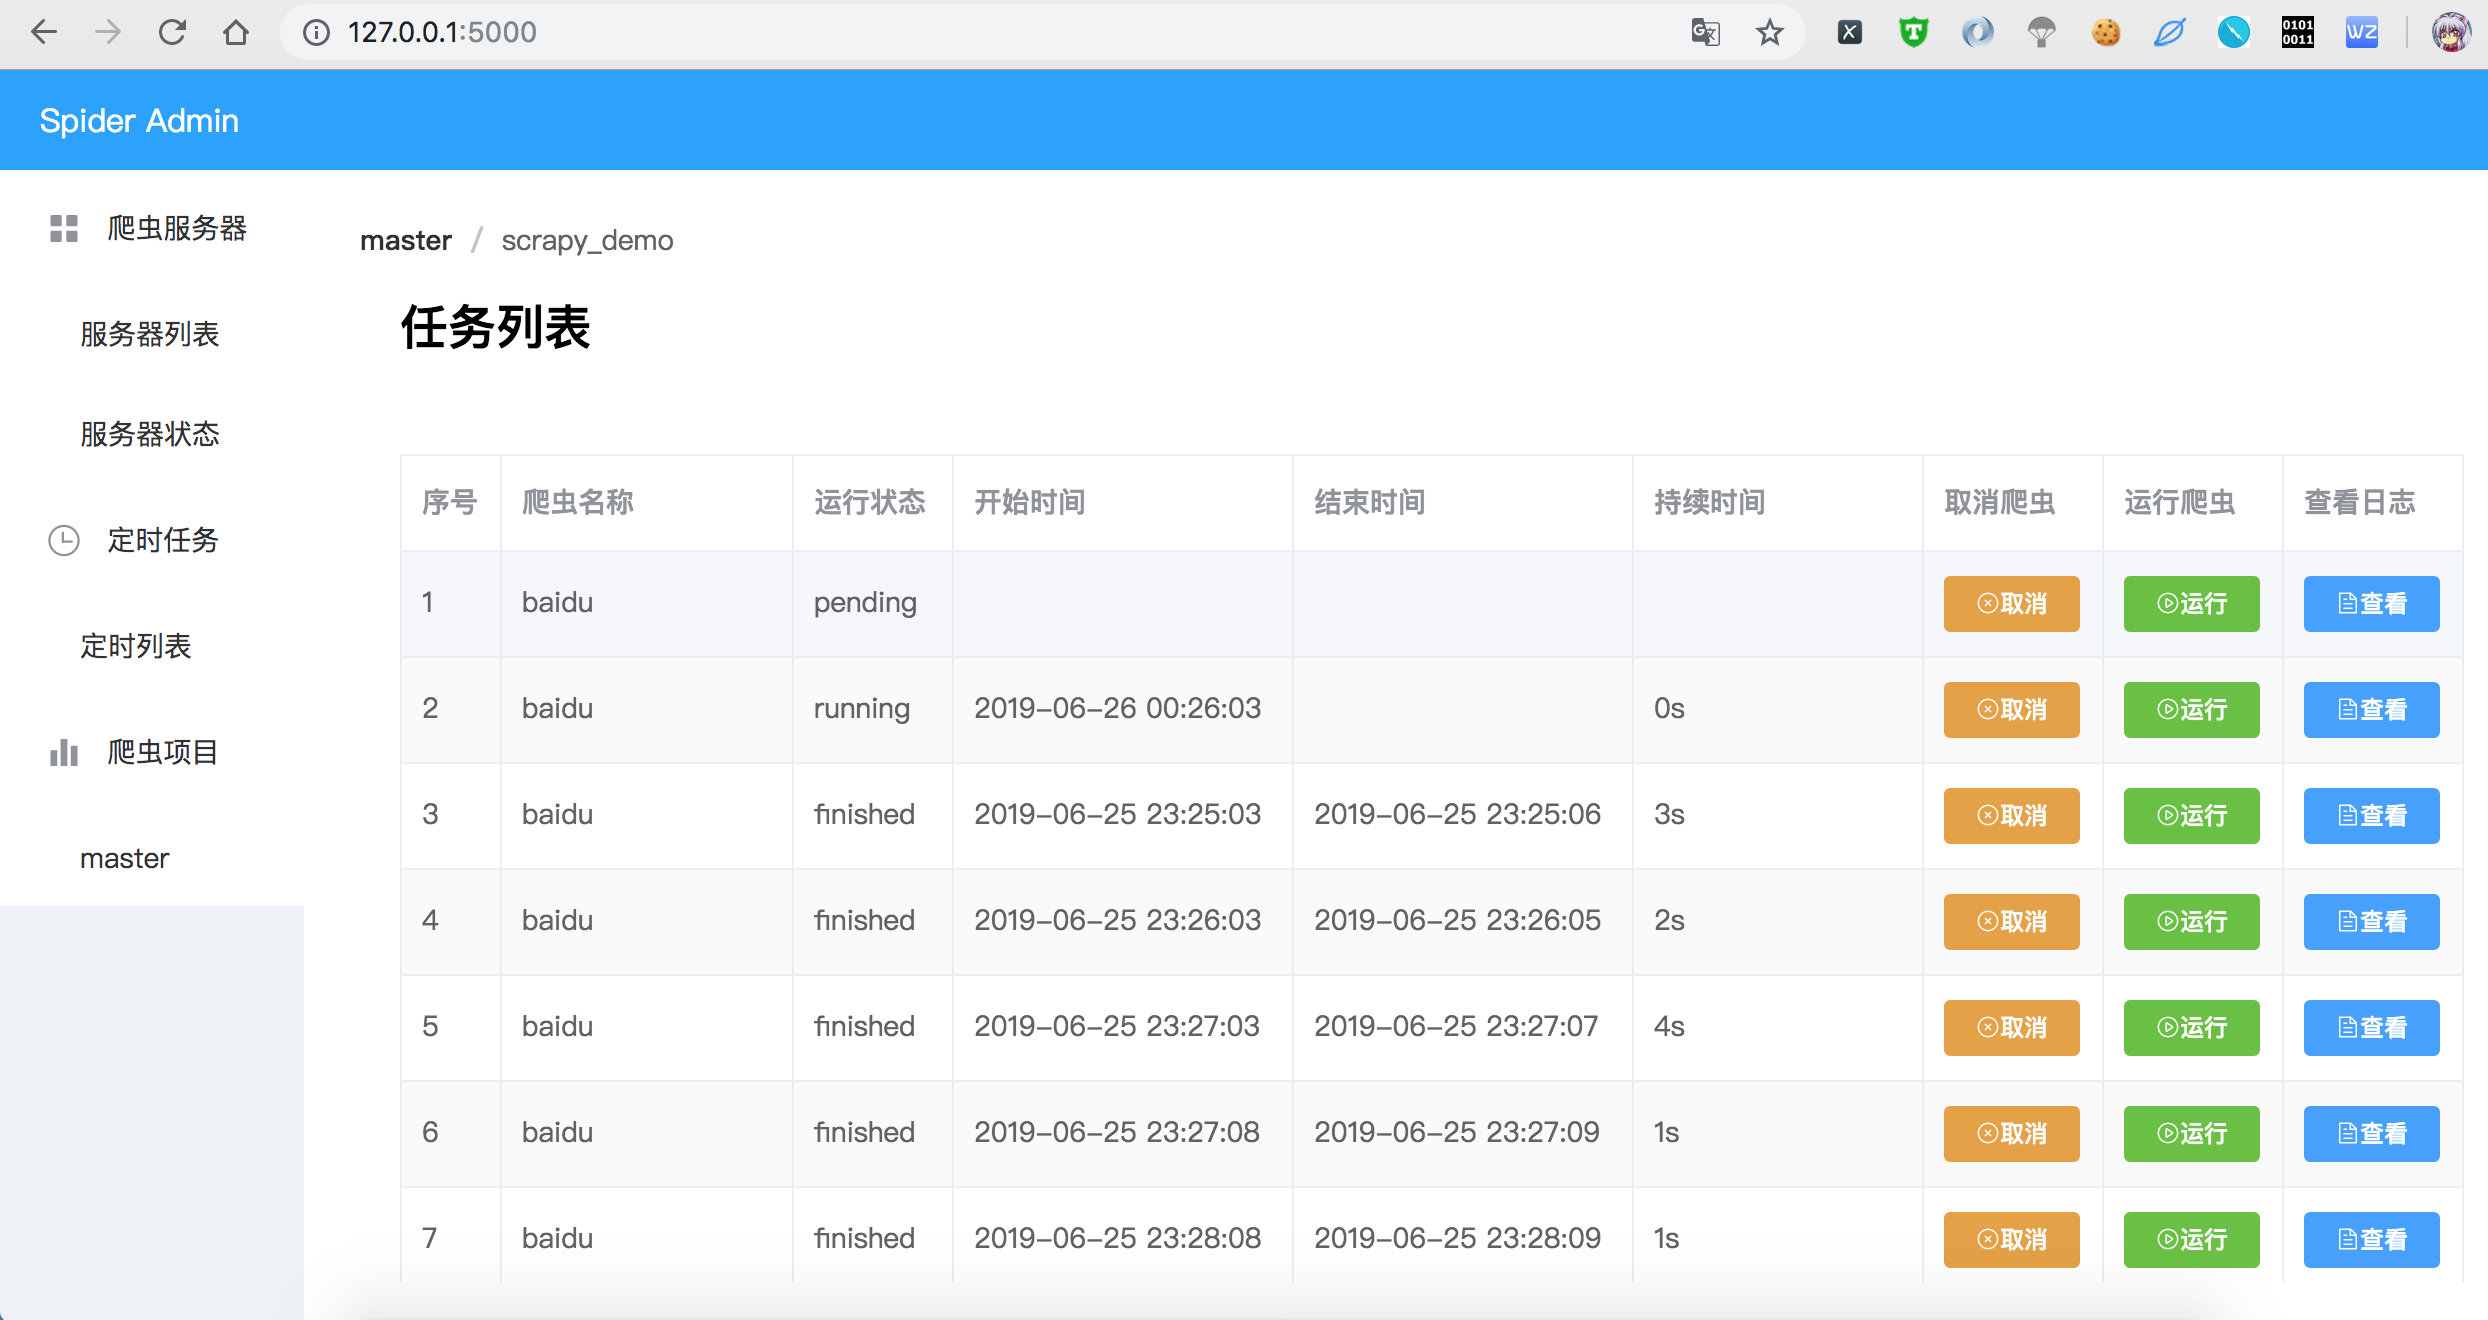 127.0.0.1:5000
0101
0011
WZ
Spider Admin
爬虫服务器
服务器列表
服务器状态
定时任务
定时列表
爬虫项目
master
master / scrapy_demo
任务列表
序号 爬虫名称 运行状态 开始时间 结束时间 持续时间 取消爬虫 运行爬虫 查看日志
1 baidu pending 取消 运行 查看
2 baidu running 2019-06-26 00:26:03 0s 取消 运行 查看
3 baidu finished 2019-06-25 23:25:03 2019-06-25 23:25:06 3s 取消 运行 查看
4 baidu finished 2019-06-25 23:26:03 2019-06-25 23:26:05 2s 取消 运行 查看
5 baidu finished 2019-06-25 23:27:03 2019-06-25 23:27:07 4s 取消 运行 查看
6 baidu finished 2019-06-25 23:27:08 2019-06-25 23:27:09 1s 取消 运行 查看
7 baidu finished 2019-06-25 23:28:08 2019-06-25 23:28:09 1s 取消 运行 查看